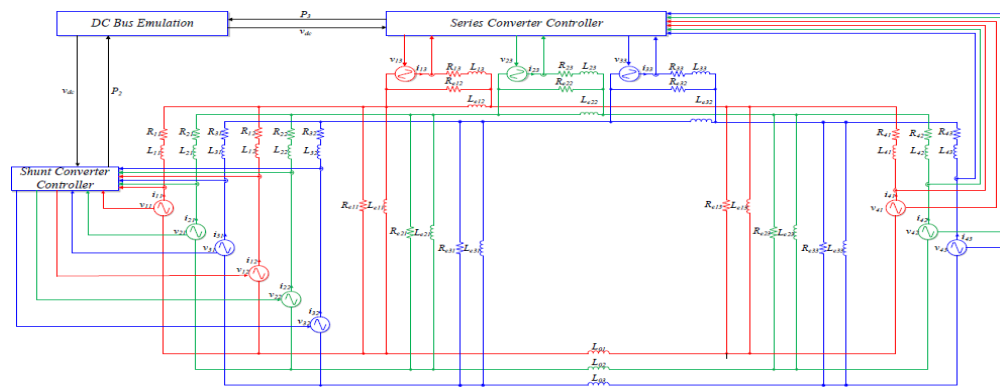 DC Bus Emulation
P3
vdc
Series Converter Controller
v13
i13
R13
L13
Re12
Le12
v23
i23
R23
L23
Re22
Le22
v33
i33
R33
L33
Re32
Le32
vdc
P2
R11
R21
R31
R12
R22
R32
L11
L21
L31
L12
L22
L32
R41
R42
R43
L41
L42
L43
Shunt Converter
Controller
i11
v11
i21
v21
i31
v31
i12
v12
i22
v22
i32
v32
Re11
Le11
Re21
Le21
Re31
Le31
Re13
Le13
Re23
Le23
Re33
Le33
i41
v41
i42
v42
i43
v43
L01
L02
L03